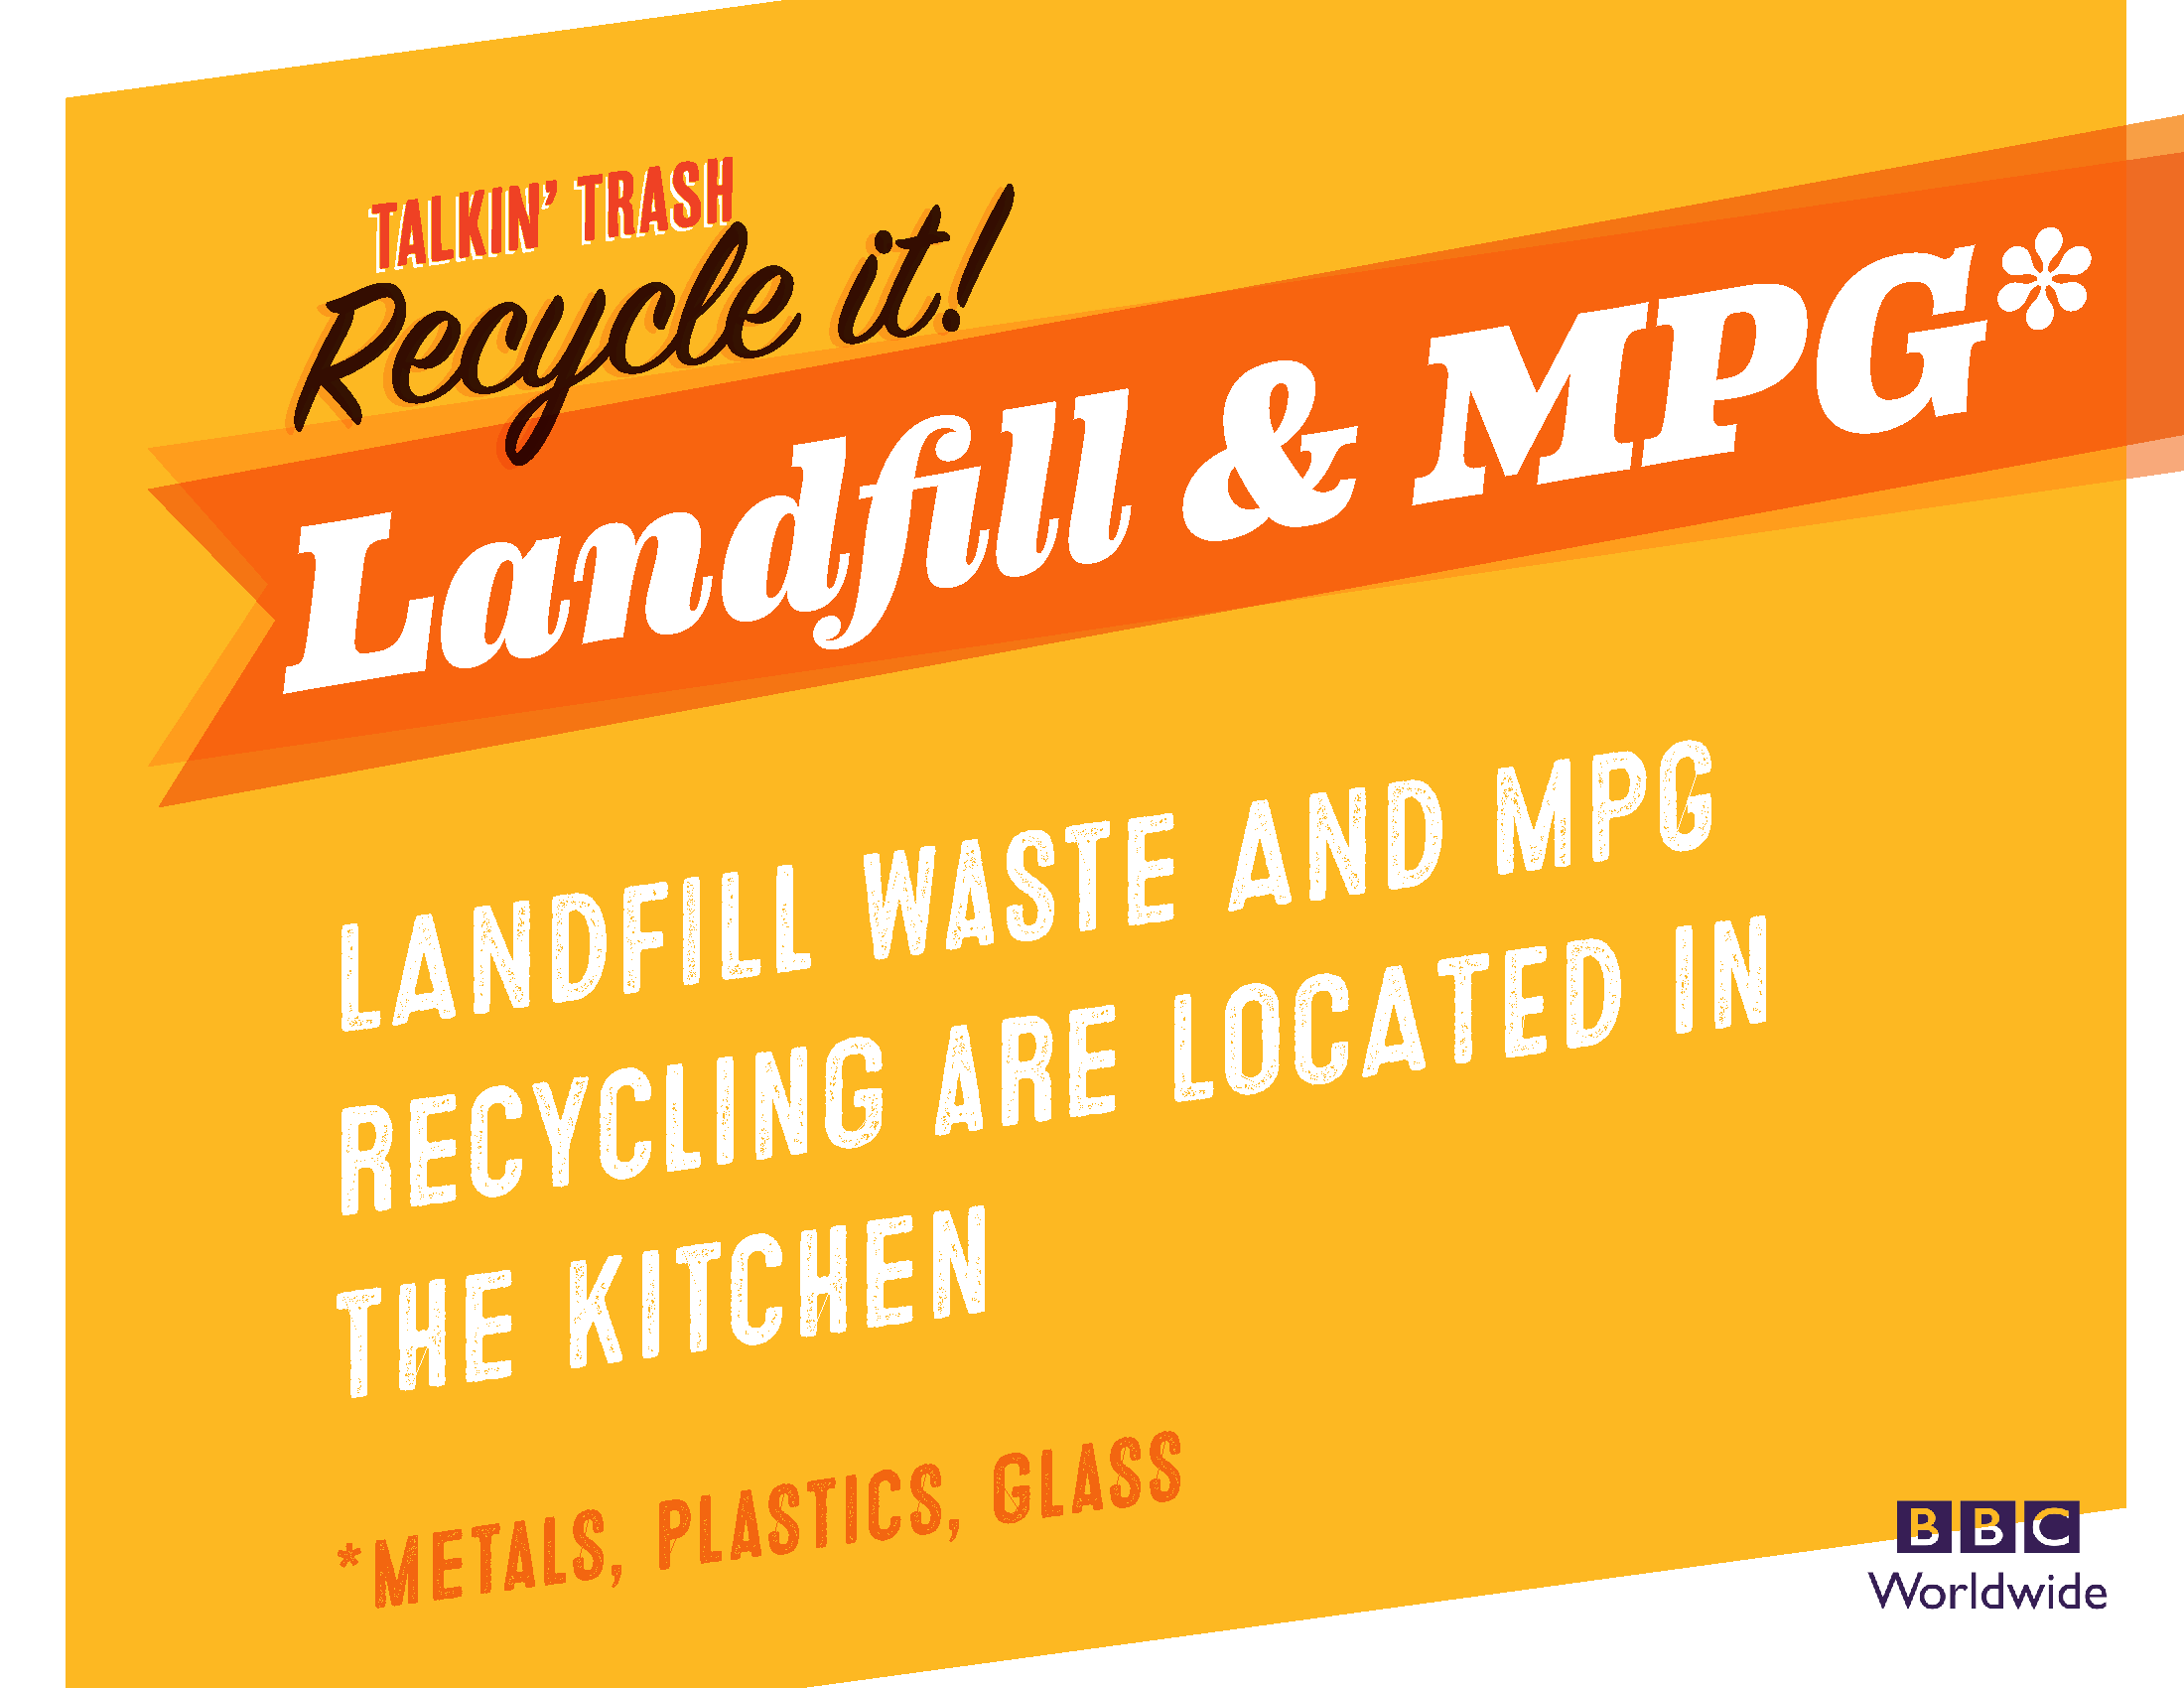 TALKIN' TRASH
Recycle it!
Landfill & MPG*
LANDFILL WASTE AND MPG
RECYCLING ARE LOCATED IN
THE KITCHEN
*METALS, PLASTICS, GLASS
BBC
Worldwide